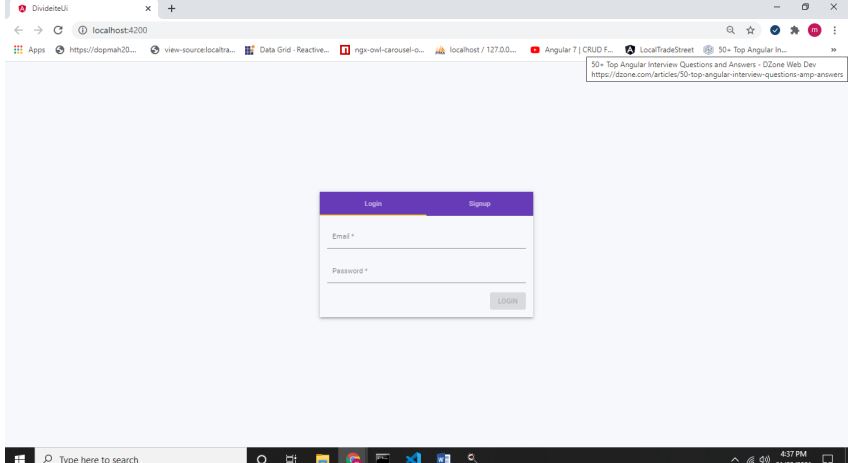 DivideiteUi
localhost:4200
Apps https://dopmah20.... view-source:localtra... Data Grid - Reactive... ngx-owl-carousel-o... localhost / 127.0.0.... Angular 7 | CRUD F... LocalTradeStreet 50+ Top Angular In... »
50+ Top Angular Interview Questions and Answers - DZone Web Dev
https://dzone.com/articles/50-top-angular-interview-questions-amp-answers
Login Signup
Email *
Password *
LOGIN
Type here to search
4:37 PM